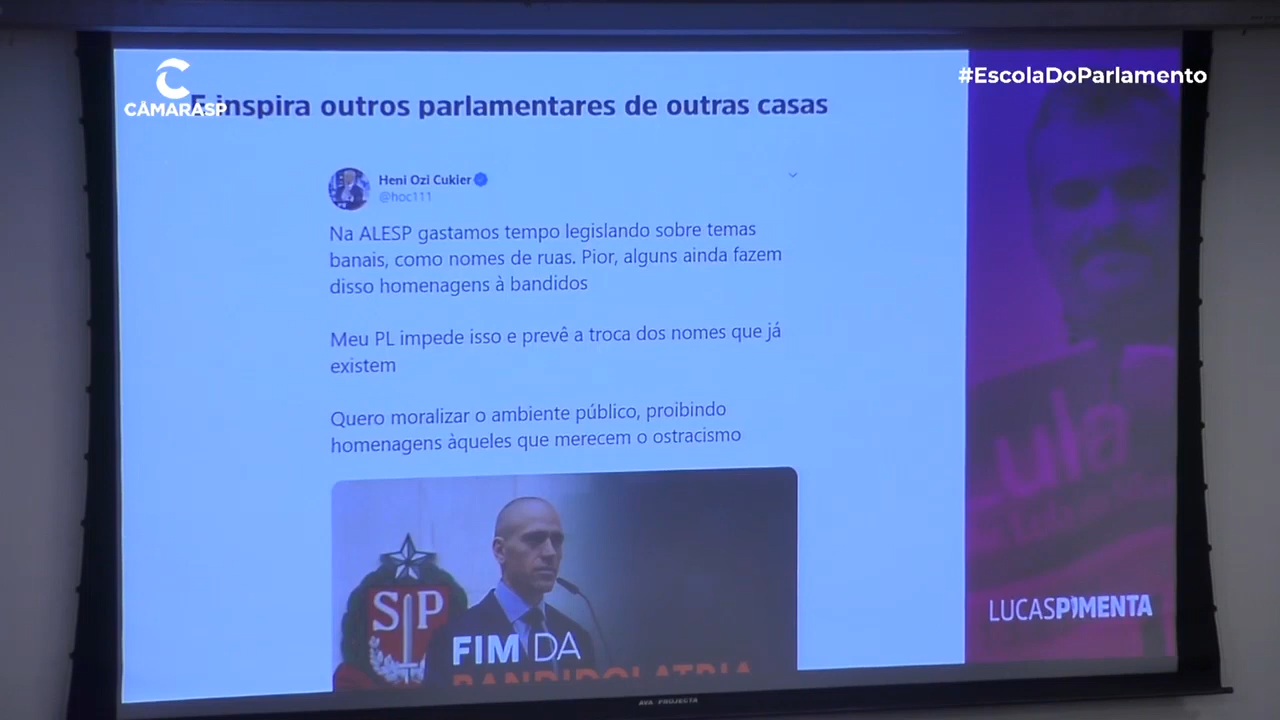 #EscolaDoParlamento
CÂMARASP
E inspira outros parlamentares de outras casas
Heni Ozi Cukier
@hoc111
Na ALESP gastamos tempo legislando sobre temas
banais, como nomes de ruas. Pior, alguns ainda fazem
disso homenagens à bandidos
Meu PL impede isso e prevê a troca dos nomes que já
existem
Quero moralizar o ambiente público, proibindo
homenagens àqueles que merecem o ostracismo
SP
FIM DA
BANDIDOLATRIA
Lula
LUCASPIMENTA
AVA PROJECTA